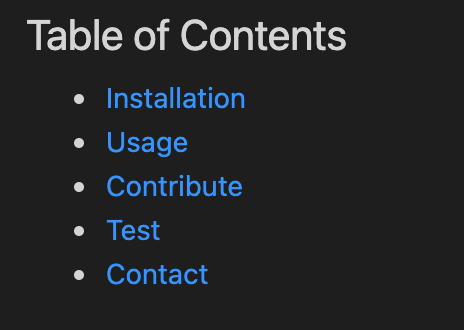 Table of Contents
Installation
Usage
Contribute
Test
Contact